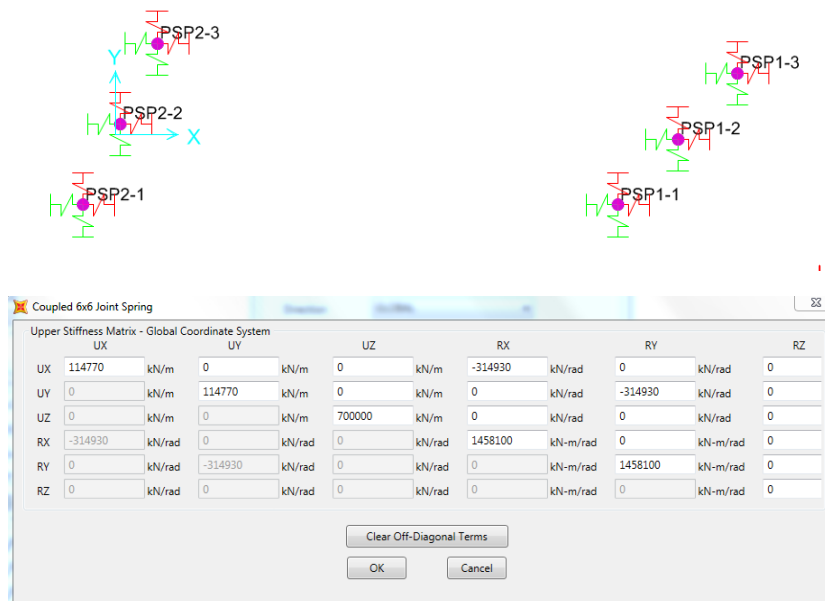 PSP2-3
Y
PSP1-3
PSP2-2
X
PSP1-2
PSP2-1
PSP1-1
Coupled 6x6 Joint Spring
Upper Stiffness Matrix - Global Coordinate System
UX UY UZ RX RY RZ
UX 114770 kN/m 0 kN/m 0 kN/m -314930 kN/rad 0 kN/rad 0
UY 0 kN/m 114770 kN/m 0 kN/m 0 kN/rad -314930 kN/rad 0
UZ 0 kN/m 0 kN/m 700000 kN/m 0 kN/rad 0 kN/rad 0
RX -314930 kN/rad 0 kN/rad 0 kN/rad 1458100 kN-m/rad 0 kN-m/rad 0
RY 0 kN/rad -314930 kN/rad 0 kN/rad 0 kN-m/rad 1458100 kN-m/rad 0
RZ 0 kN/rad 0 kN/rad 0 kN/rad 0 kN-m/rad 0 kN-m/rad 0
Clear Off-Diagonal Terms
OK Cancel